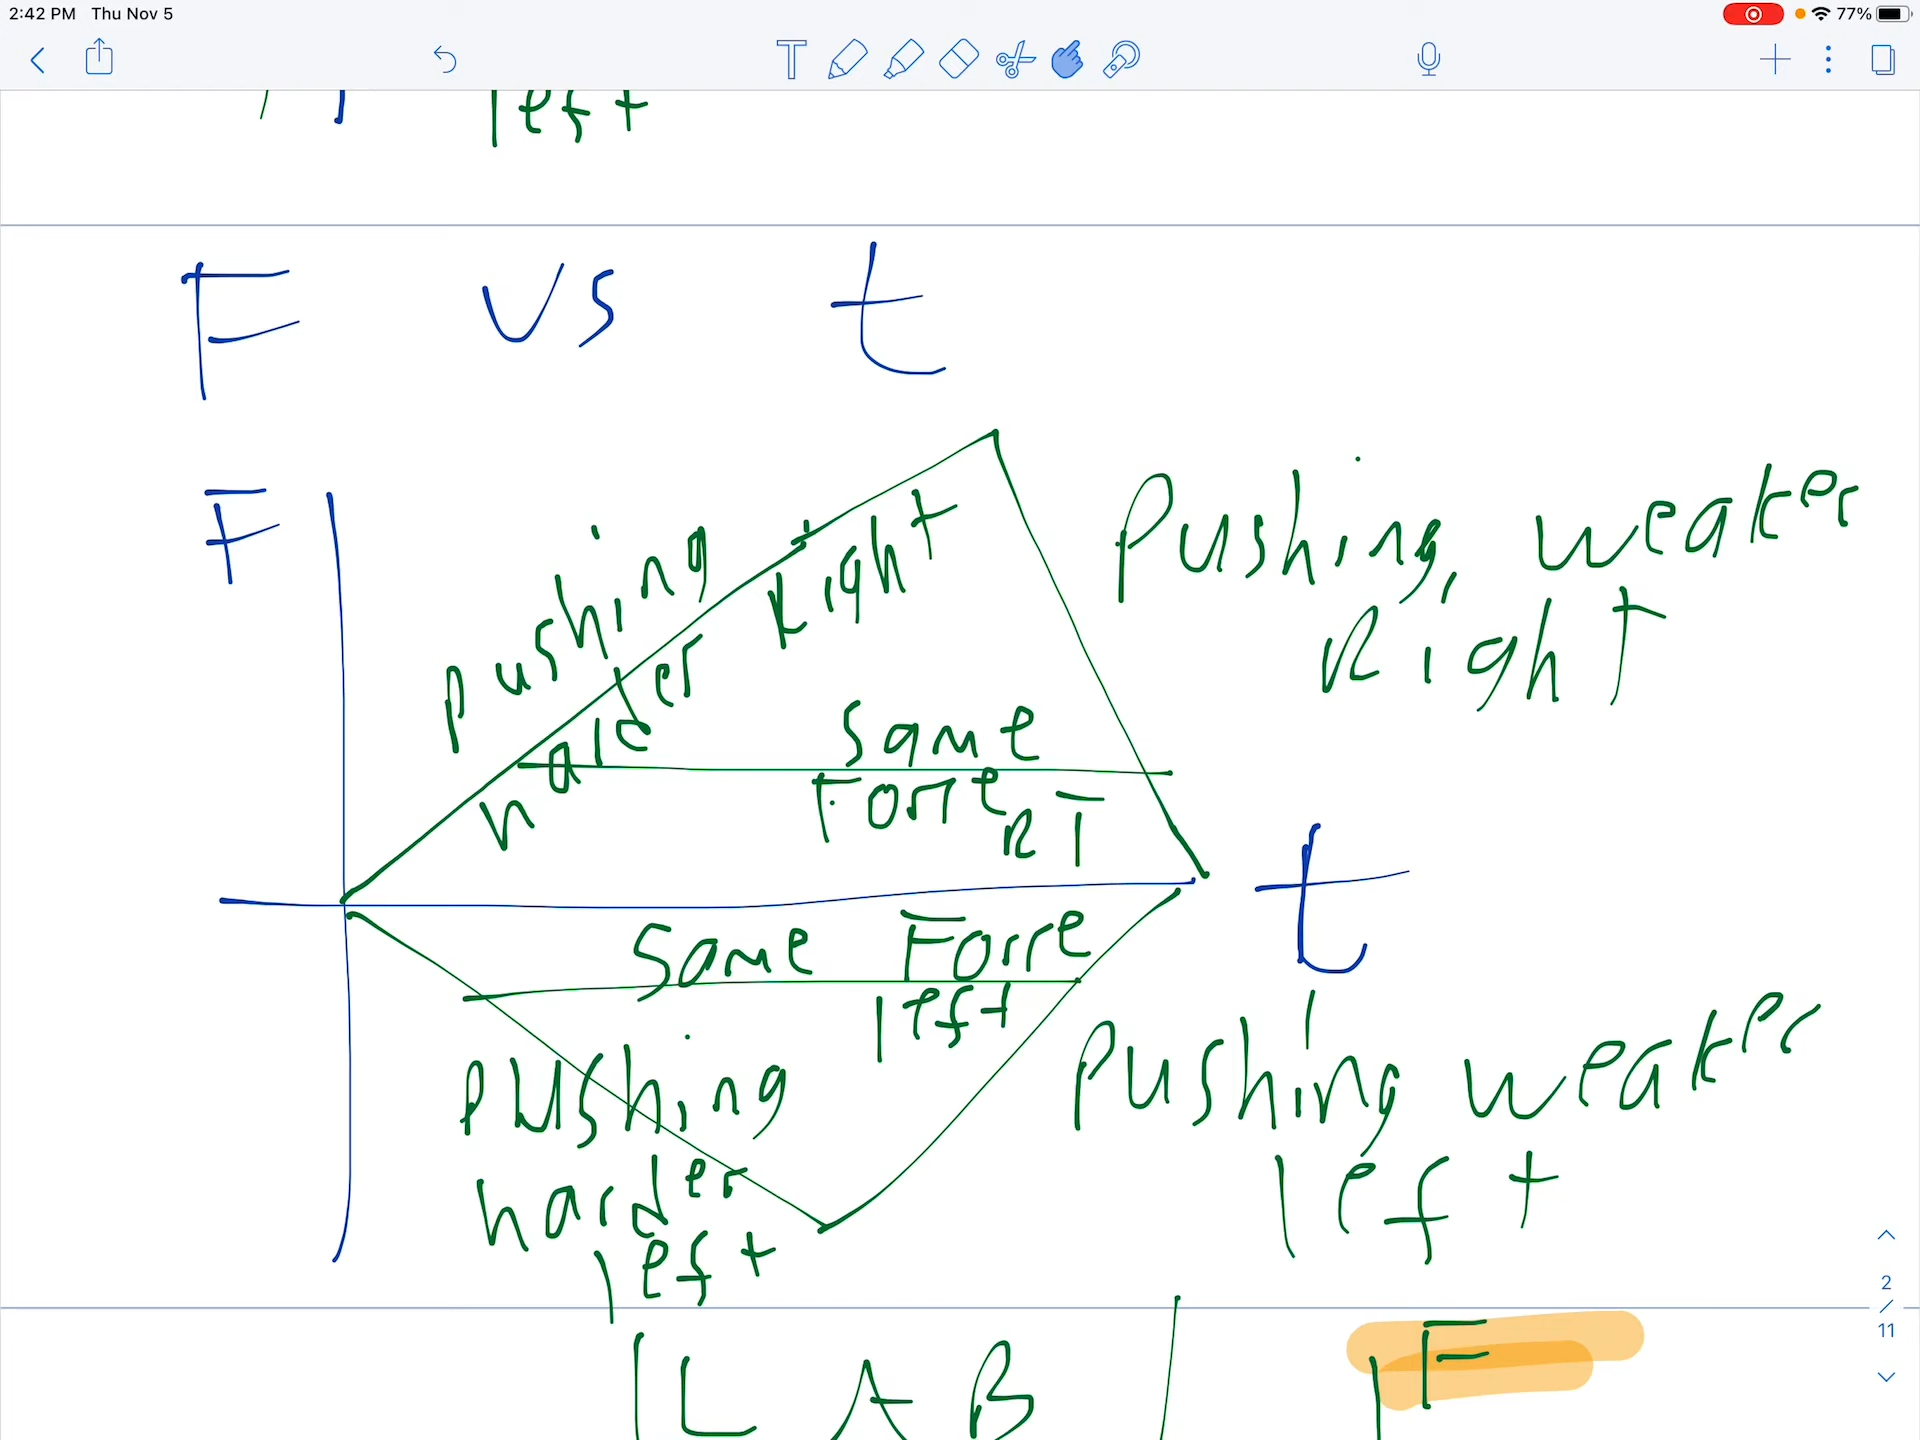 2:42 PM Thu Nov 5
77%
left
F vs t
F
pushing
harder Right
Pushing, weaker
Right
Same
Force
RT
t
Same Force
left
Pushing
harder
left
Pushing weaker
left
2
/
11
LAB
F